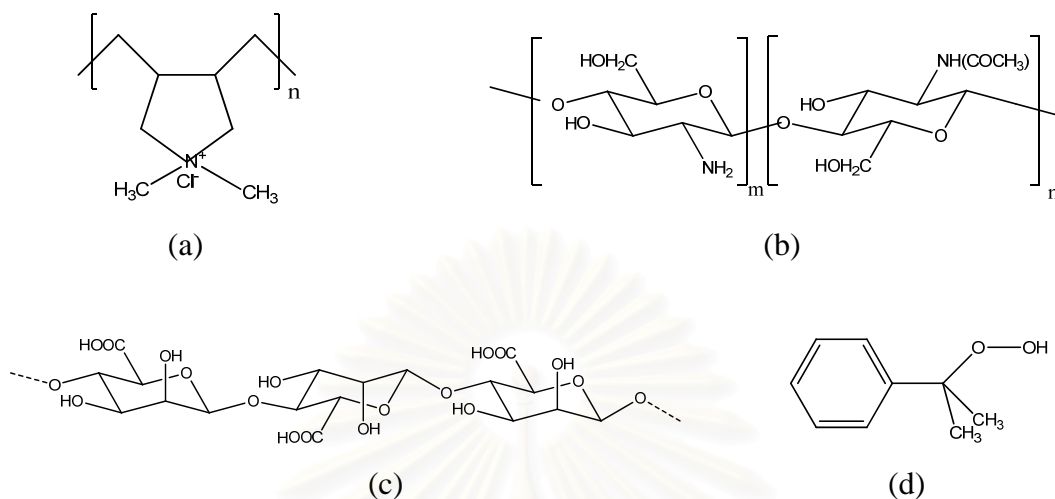 n
N⁺
Cl⁻
H₃C
CH₃
(a)
HOH₂C
O
O
HO
NH₂
m
O
NH(COCH₃)
HO
O
HOH₂C
n
(b)
HOOC
OH
O
O
HO
O
HO
OH
O
HOOC
O
HOOC
OH
O
HO
O
(c)
O
OH
CH₃
CH₃
(d)